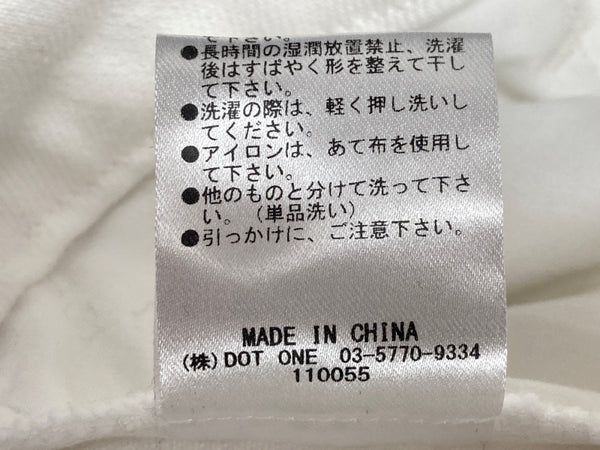 て下さい。
●長時間の湿潤放置禁止、洗濯
後はすばやく形を整えて干し
て下さい。
●洗濯の際は、軽く押し洗いし
てください。
●アイロンは、あて布を使用し
て下さい。
●他のものと分けて洗って下さ
い。（単品洗い）
●引っかけに、ご注意下さい。
MADE IN CHINA
(株) DOT ONE 03-5770-9334
110055